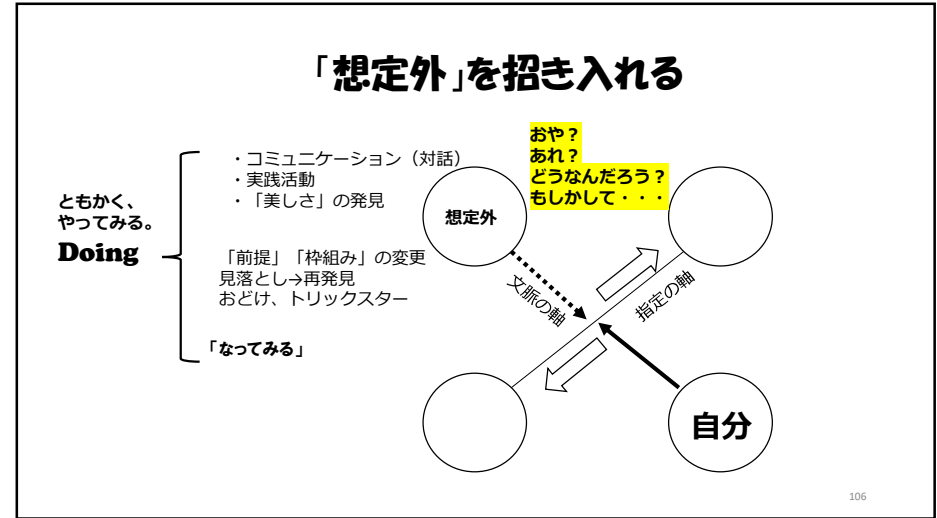 「想定外」を招き入れる
おや？
あれ？
どうなんだろう？
もしかして・・・
・コミュニケーション（対話）
・実践活動
・「美しさ」の発見
ともかく、
やってみる。
Doing
「前提」「枠組み」の変更
見落とし→再発見
おどけ、トリックスター
「なってみる」
想定外
文脈の軸
指定の軸
自分
106